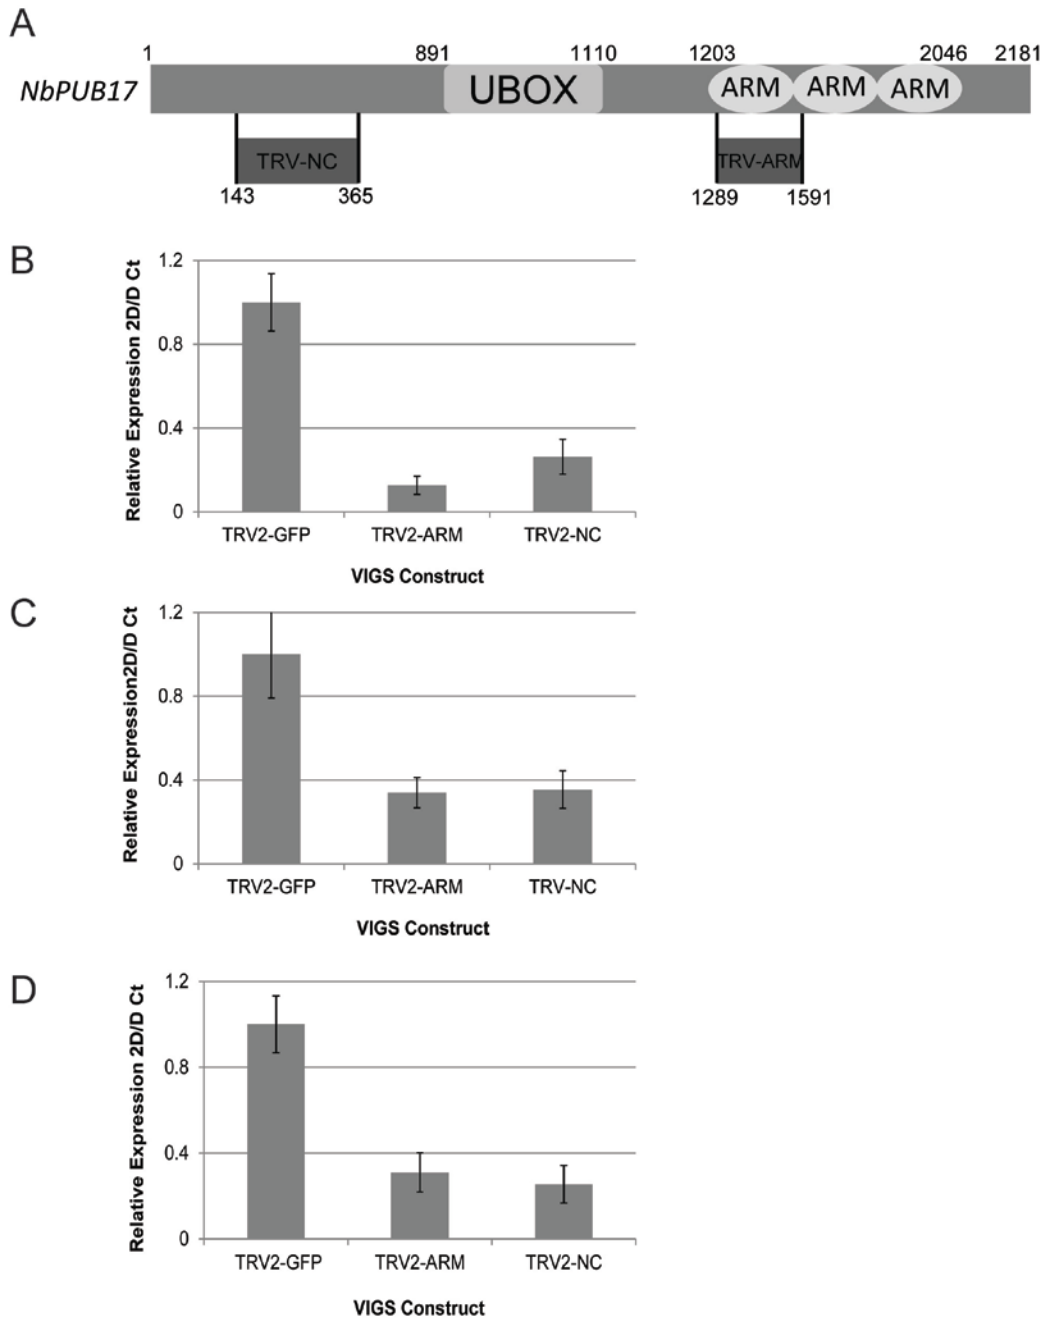 A
1 891 1110 1203 2046 2181
NbPUB17 UBOX ARM ARM ARM
TRV-NC TRV-ARM
143 365 1289 1591
B
Relative Expression 2D/D Ct
1.2
0.8
0.4
0
TRV2-GFP TRV2-ARM TRV2-NC
VIGS Construct
C
Relative Expression2D/D Ct
1.2
0.8
0.4
0
TRV2-GFP TRV2-ARM TRV-NC
VIGS Construct
D
Relative Expression 2D/D Ct
1.2
0.8
0.4
0
TRV2-GFP TRV2-ARM TRV2-NC
VIGS Construct